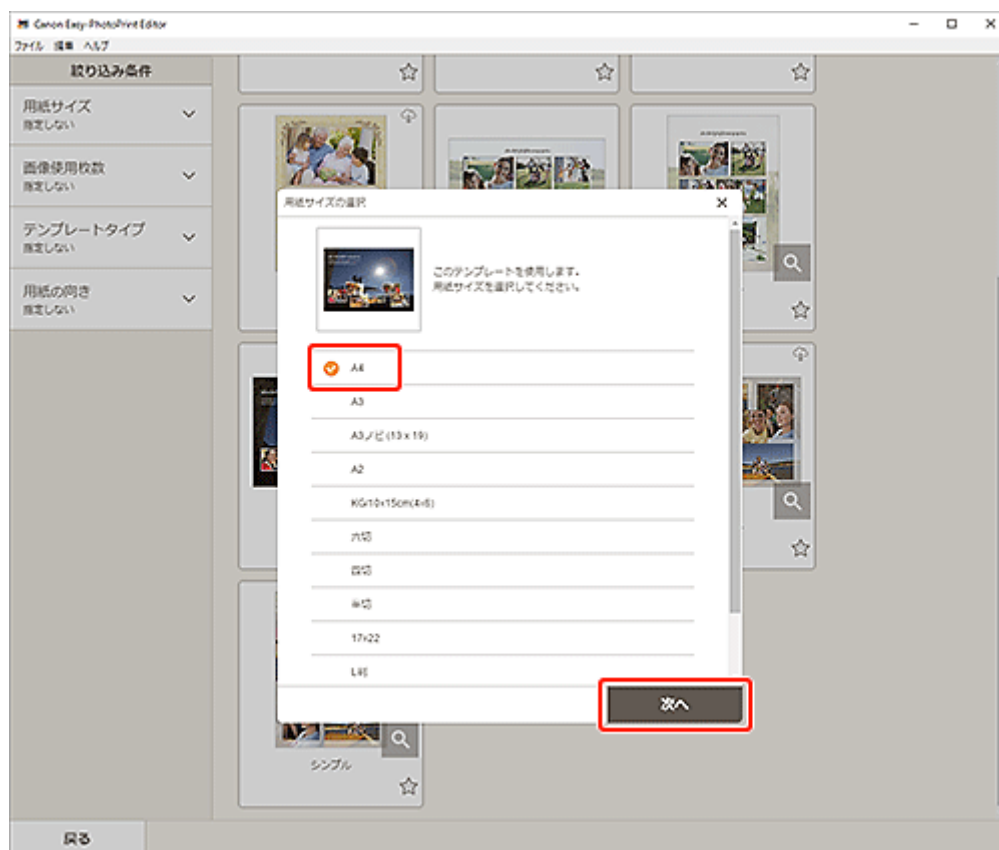 Canon Easy-PhotoPrint Editor
ファイル 編集 ヘルプ
絞り込み条件
用紙サイズ
指定しない
画像使用枚数
指定しない
テンプレートタイプ
指定しない
用紙の向き
指定しない
用紙サイズの選択
このテンプレートを使用します。
用紙サイズを選択してください。
A4
A3
A3ノビ(13 x 19)
A2
KG/10x15cm(4x6)
六切
四切
半切
17x22
L判
次へ
シンプル
戻る